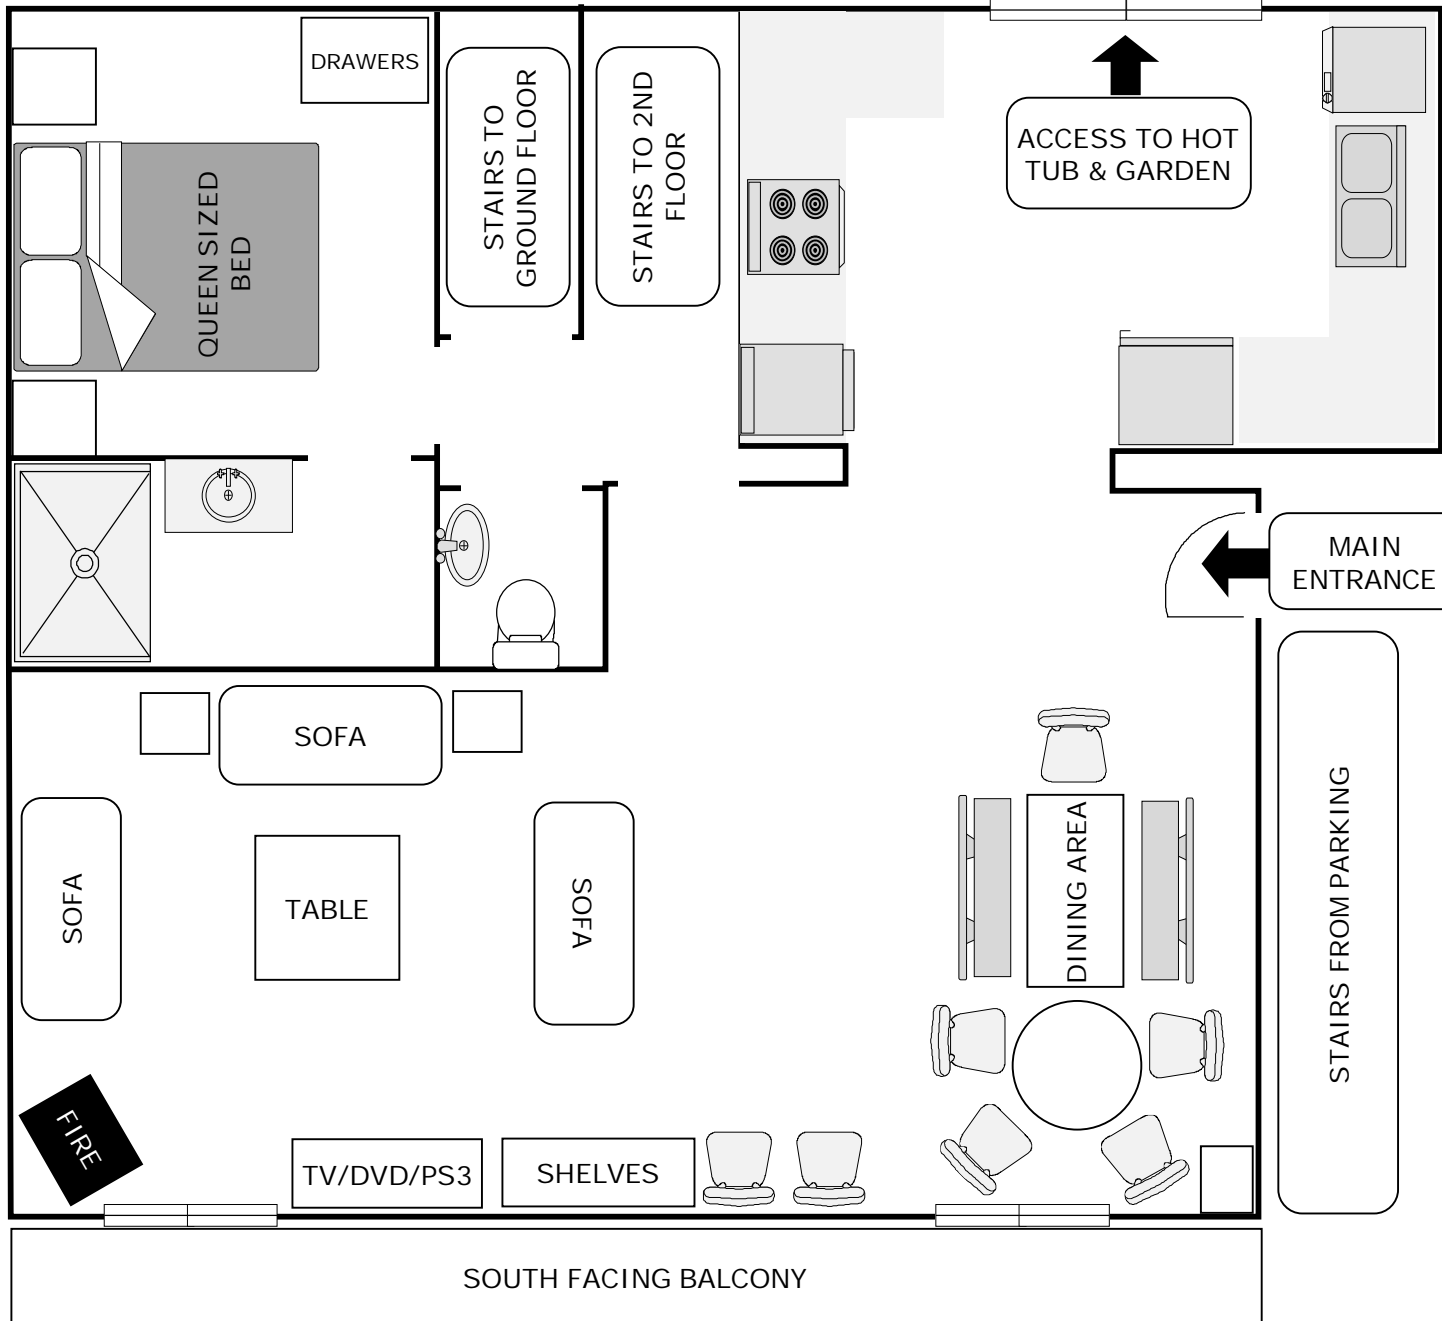 DRAWERS
STAIRS TO
GROUND FLOOR
STAIRS TO 2ND
FLOOR
ACCESS TO HOT
TUB & GARDEN
QUEEN SIZED
BED
MAIN
ENTRANCE
SOFA
SOFA
TABLE
SOFA
DINING AREA
STAIRS FROM PARKING
FIRE
TV/DVD/PS3
SHELVES
SOUTH FACING BALCONY